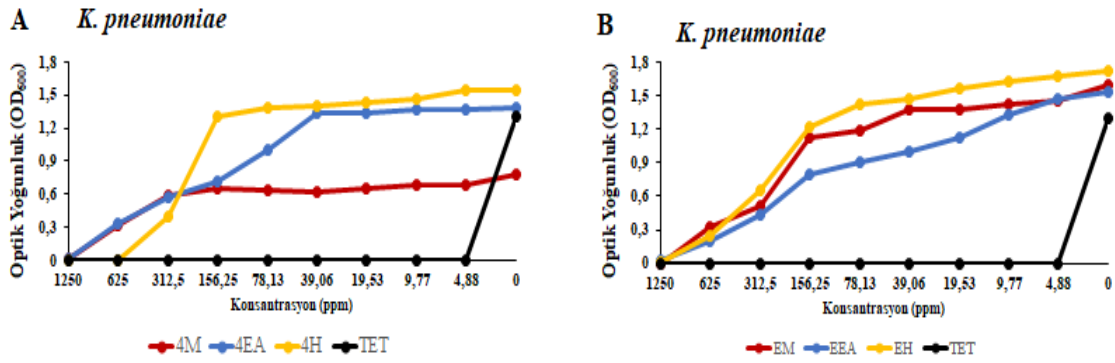 A K. pneumoniae
Optik Yoğunluk (OD600)
1,8
1,5
1,2
0,9
0,6
0,3
0
1250 625 312,5 156,25 78,13 39,06 19,53 9,77 4,88 0
Konsantrasyon (ppm)
4M 4EA 4H TET
B K. pneumoniae
Optik Yoğunluk (OD600)
1,8
1,5
1,2
0,9
0,6
0,3
0
1250 625 312,5 156,25 78,13 39,06 19,53 9,77 4,88 0
Konsantrasyon (ppm)
EM EEA EH TET